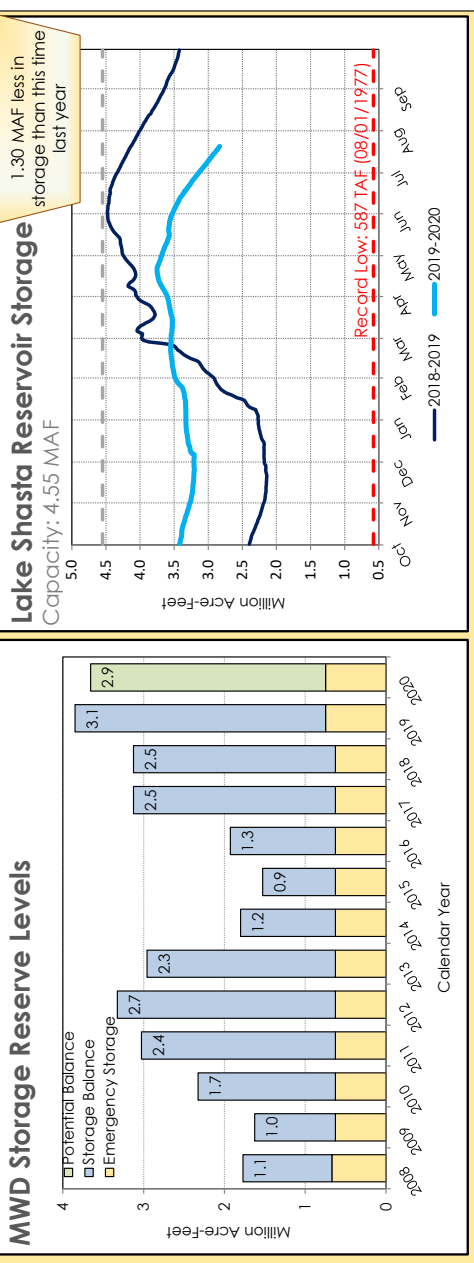 MWD Storage Reserve Levels
Potential Balance
Storage Balance
Emergency Storage
Million Acre-Feet
4
3
2
1
0
1.1
1.0
1.7
2.4
2.7
2.3
1.2
0.9
1.3
2.5
2.5
3.1
2.9
2008
2009
2010
2011
2012
2013
2014
2015
2016
2017
2018
2019
2020
Calendar Year
Lake Shasta Reservoir Storage
Capacity: 4.55 MAF
1.30 MAF less in
storage than this time
last year
Million Acre-Feet
5.0
4.5
4.0
3.5
3.0
2.5
2.0
1.5
1.0
0.5
Record Low: 587 TAF (08/01/1977)
Oct
Nov
Dec
Jan
Feb
Mar
Apr
May
Jun
Jul
Aug
Sep
2018-2019
2019-2020